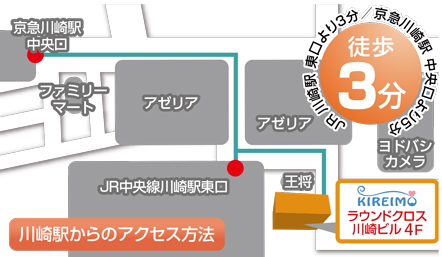 京急川崎駅
中央口
ファミリー
マート
アゼリア
アゼリア
JR川崎駅 東口より3分／京急川崎駅 中央口より5分
徒歩
3分
ヨドバシ
カメラ
JR中央線川崎駅東口
王将
KIREIMO
ラウンドクロス
川崎ビル 4F
川崎駅からのアクセス方法